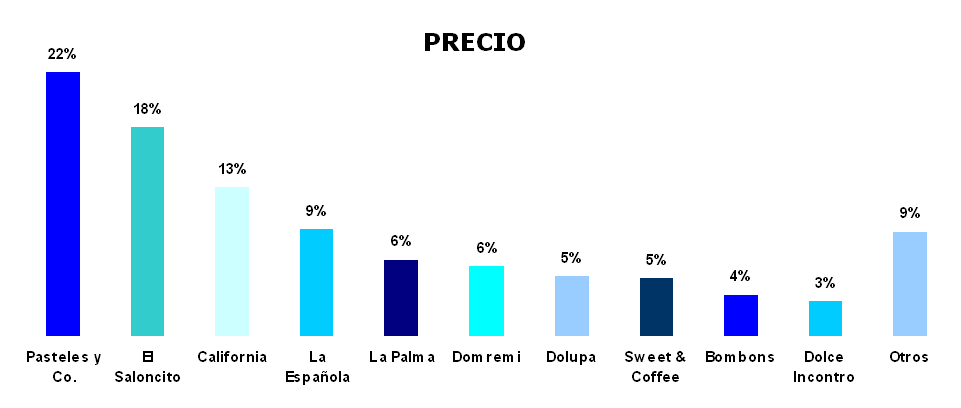 PRECIO
22%
18%
13%
9%
6%
6%
5%
5%
4%
3%
9%
Pasteles y
Co.
El
Saloncito
California
La
Española
La Palma
Domremi
Dolupa
Sweet &
Coffee
Bombons
Dolce
Incontro
Otros